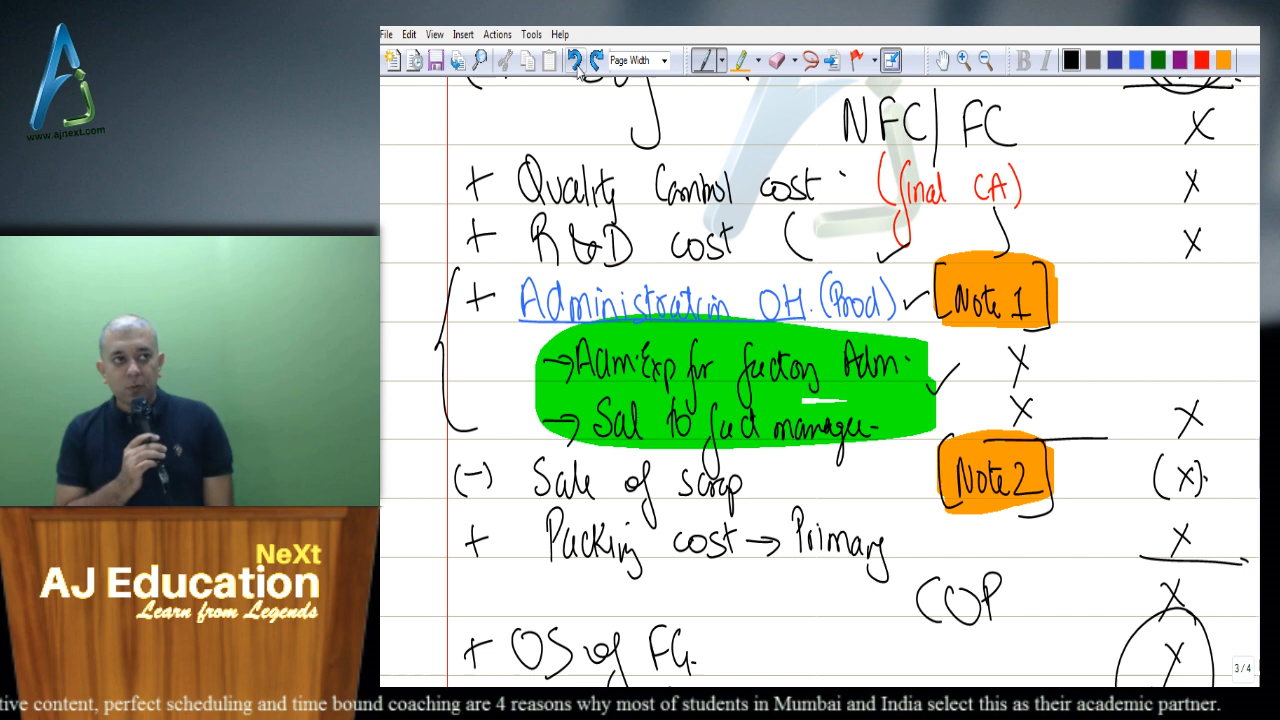 www.ajnext.com
File Edit View Insert Actions Tools Help
Page Width
B I
NFC | FC X
+ Quality Control cost (final CA) X
+ R&D cost ( ) X
+ Administration OH. (Prod) [Note 1]
→ Adm. Exp for factory Adm. X
→ Sal to fact manager X X
(-) Sale of scrap [Note 2] (X)
+ Packing cost → Primary X
COP X
+ OS of FG. X
3/4
NeXt
AJ Education
Learn from Legends
tive content, perfect scheduling and time bound coaching are 4 reasons why most of students in Mumbai and India select this as their academic partner.